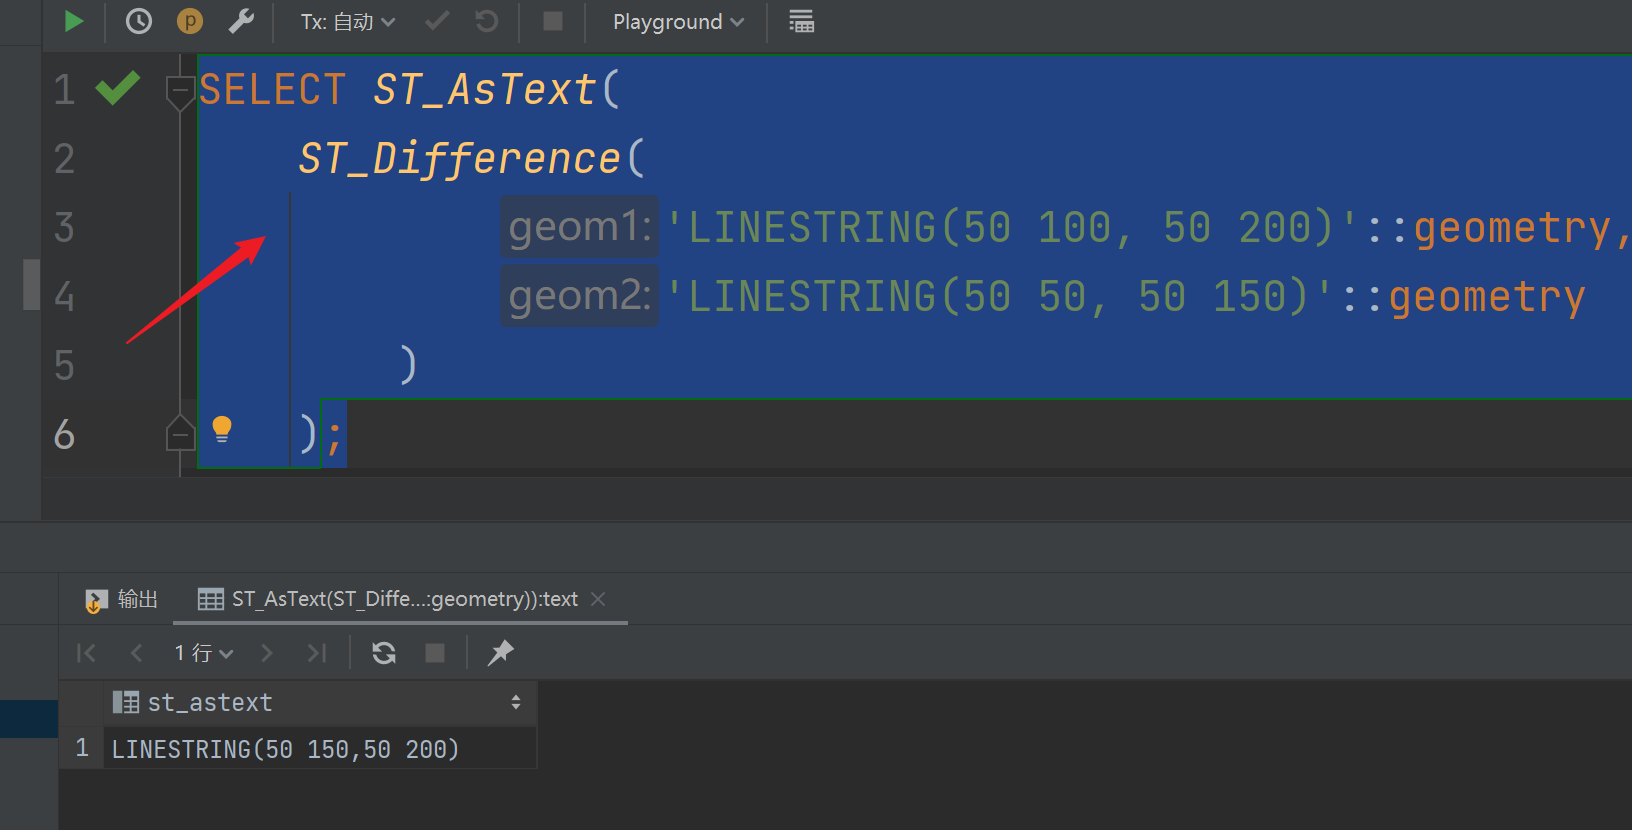 p Tx: 自动 Playground
1 SELECT ST_AsText(
2 ST_Difference(
3 geom1: 'LINESTRING(50 100, 50 200)'::geometry,
4 geom2: 'LINESTRING(50 50, 50 150)'::geometry
5 )
6 );
输出 ST_AsText(ST_Diffe...:geometry)):text
1 行
st_astext
1 LINESTRING(50 150,50 200)